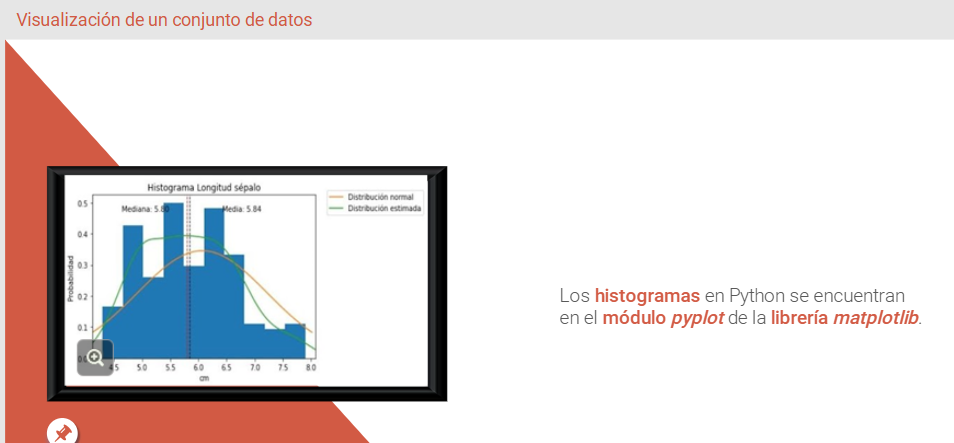 Visualización de un conjunto de datos
Histograma Longitud sépalo
Mediana: 5.80
Media: 5.84
Distribución normal
Distribución estimada
Probabilidad
0.5
0.4
0.3
0.2
0.1
4.5 5.0 5.5 6.0 6.5 7.0 7.5 8.0
cm
Los histogramas en Python se encuentran
en el módulo pyplot de la librería matplotlib.